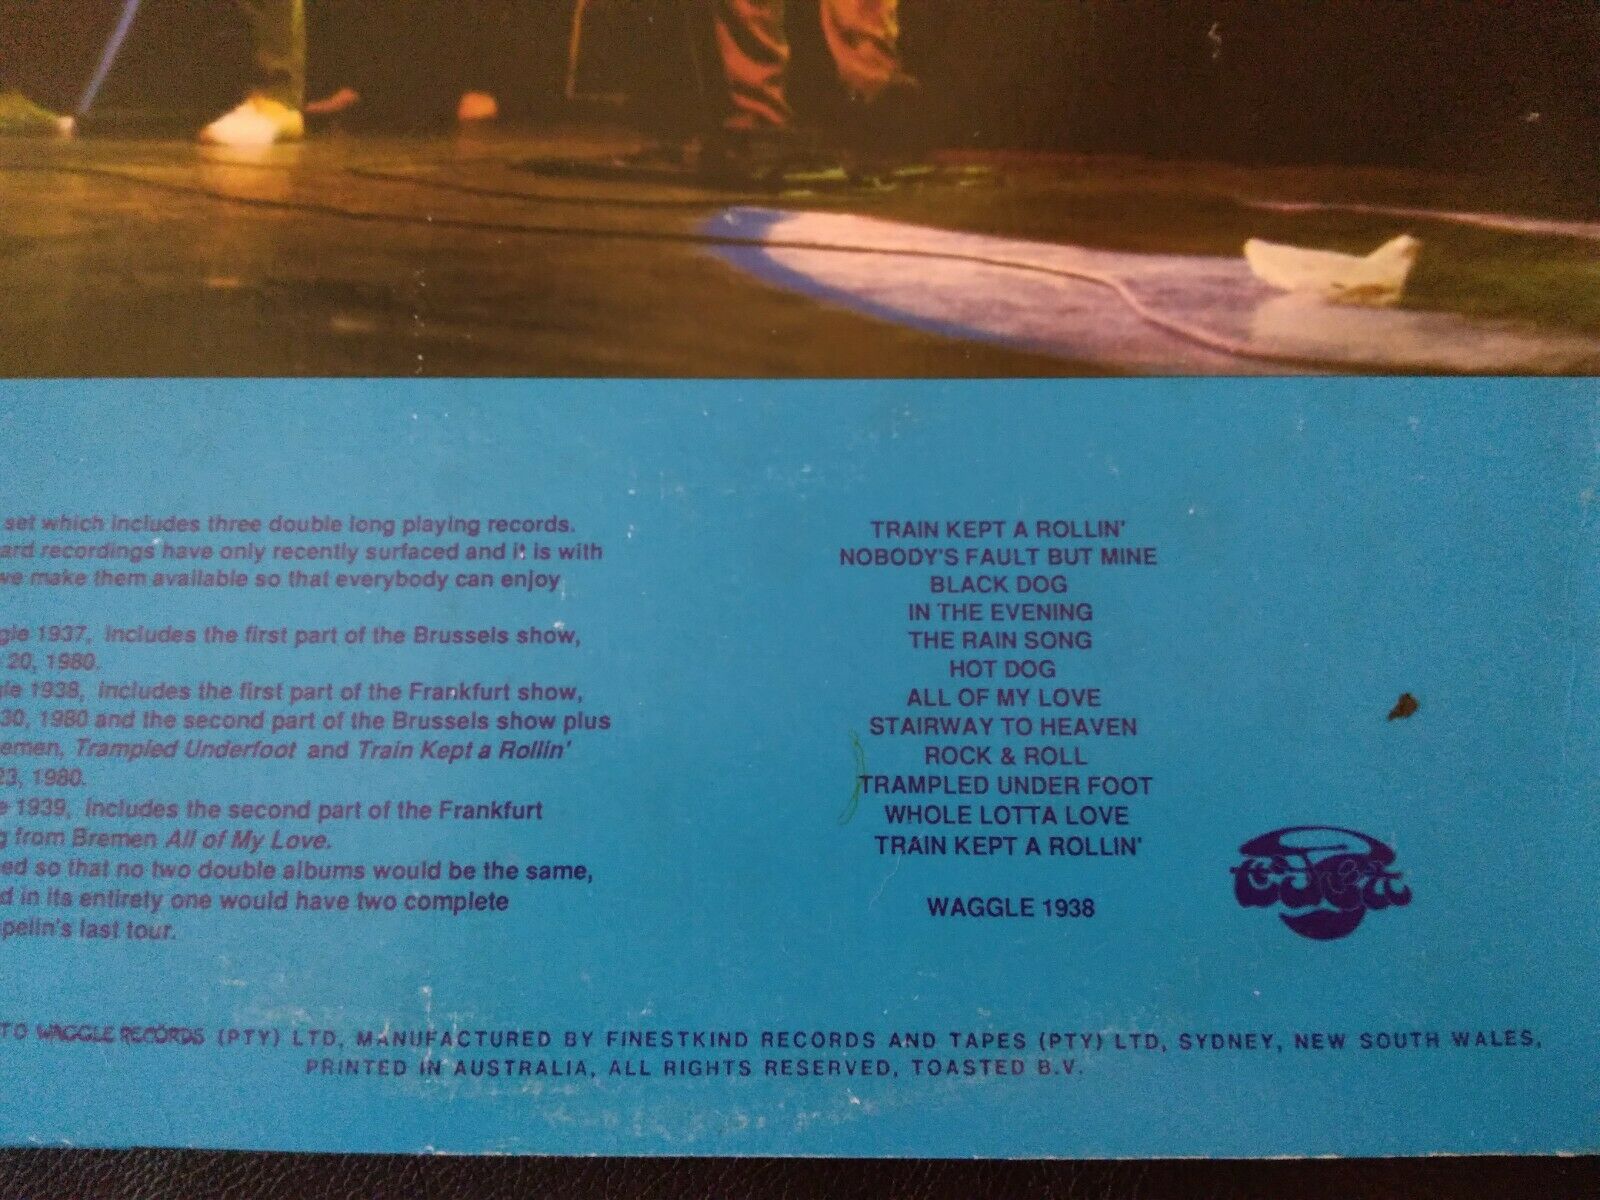 set which includes three double long playing records.
ard recordings have only recently surfaced and it is with
we make them available so that everybody can enjoy
gle 1937, includes the first part of the Brussels show,
20, 1980.
gle 1938, includes the first part of the Frankfurt show,
30, 1980 and the second part of the Brussels show plus
emen, Trampled Underfoot and Train Kept a Rollin'
23, 1980.
e 1939, includes the second part of the Frankfurt
g from Bremen All of My Love.
ed so that no two double albums would be the same,
d in its entirety one would have two complete
pelin's last tour.
TRAIN KEPT A ROLLIN'
NOBODY'S FAULT BUT MINE
BLACK DOG
IN THE EVENING
THE RAIN SONG
HOT DOG
ALL OF MY LOVE
STAIRWAY TO HEAVEN
ROCK & ROLL
TRAMPLED UNDER FOOT
WHOLE LOTTA LOVE
TRAIN KEPT A ROLLIN'
WAGGLE 1938
TO WAGGLE RECORDS (PTY) LTD, MANUFACTURED BY FINESTKIND RECORDS AND TAPES (PTY) LTD, SYDNEY, NEW SOUTH WALES,
PRINTED IN AUSTRALIA, ALL RIGHTS RESERVED, TOASTED B.V.